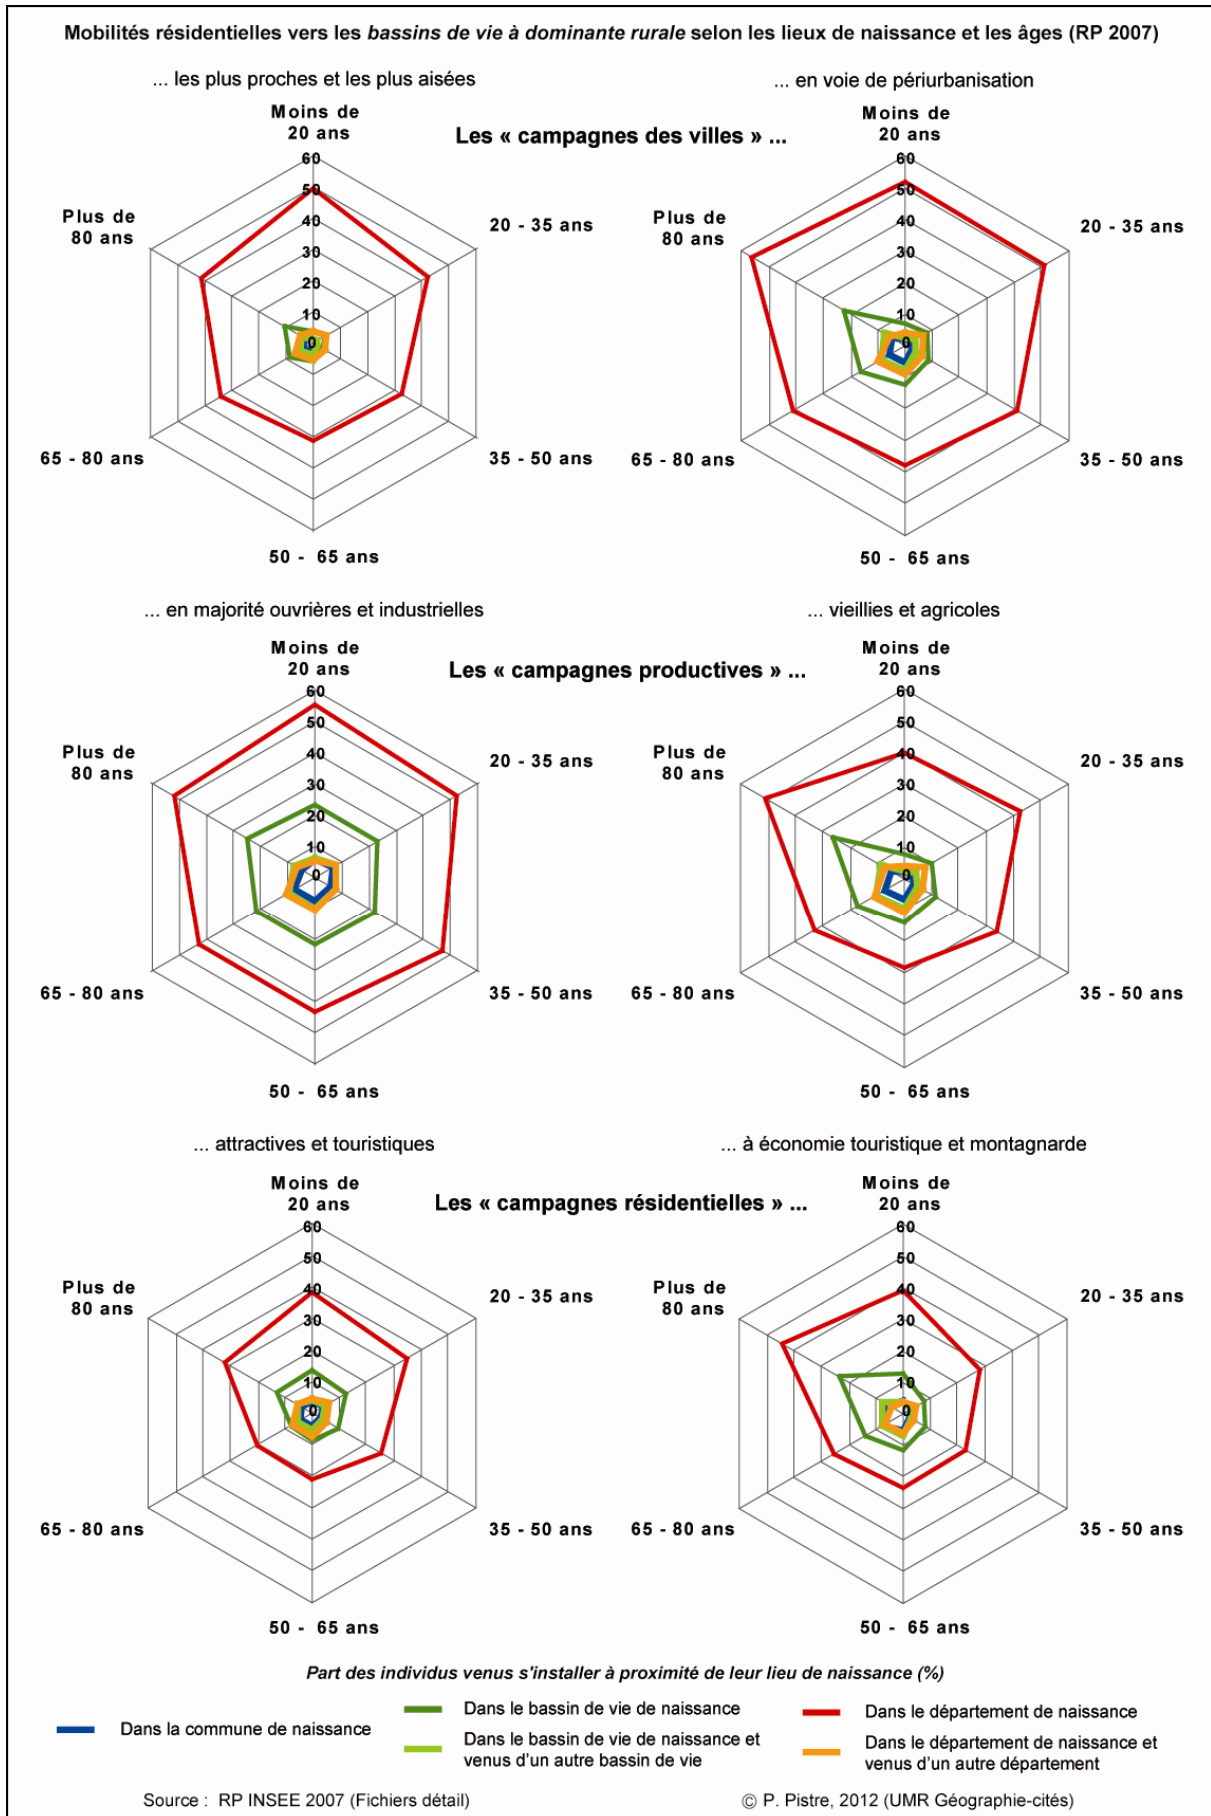 Mobilités résidentielles vers les bassins de vie à dominante rurale selon les lieux de naissance et les âges (RP 2007)
... les plus proches et les plus aisées
... en voie de périurbanisation
Les « campagnes des villes » ...
Moins de
20 ans
60
50
40
30
20
10
0
20 - 35 ans
35 - 50 ans
50 - 65 ans
65 - 80 ans
Plus de
80 ans
Moins de
20 ans
60
50
40
30
20
10
0
20 - 35 ans
35 - 50 ans
50 - 65 ans
65 - 80 ans
Plus de
80 ans
... en majorité ouvrières et industrielles
... vieillies et agricoles
Les « campagnes productives » ...
Moins de
20 ans
60
50
40
30
20
10
0
20 - 35 ans
35 - 50 ans
50 - 65 ans
65 - 80 ans
Plus de
80 ans
Moins de
20 ans
60
50
40
30
20
10
0
20 - 35 ans
35 - 50 ans
50 - 65 ans
65 - 80 ans
Plus de
80 ans
... attractives et touristiques
... à économie touristique et montagnarde
Les « campagnes résidentielles » ...
Moins de
20 ans
60
50
40
30
20
10
0
20 - 35 ans
35 - 50 ans
50 - 65 ans
65 - 80 ans
Plus de
80 ans
Moins de
20 ans
60
50
40
30
20
10
0
20 - 35 ans
35 - 50 ans
50 - 65 ans
65 - 80 ans
Plus de
80 ans
Part des individus venus s'installer à proximité de leur lieu de naissance (%)
Dans la commune de naissance
Dans le bassin de vie de naissance
Dans le bassin de vie de naissance et
venus d'un autre bassin de vie
Dans le département de naissance
Dans le département de naissance et
venus d'un autre département
Source : RP INSEE 2007 (Fichiers détail)
© P. Pistre, 2012 (UMR Géographie-cités)